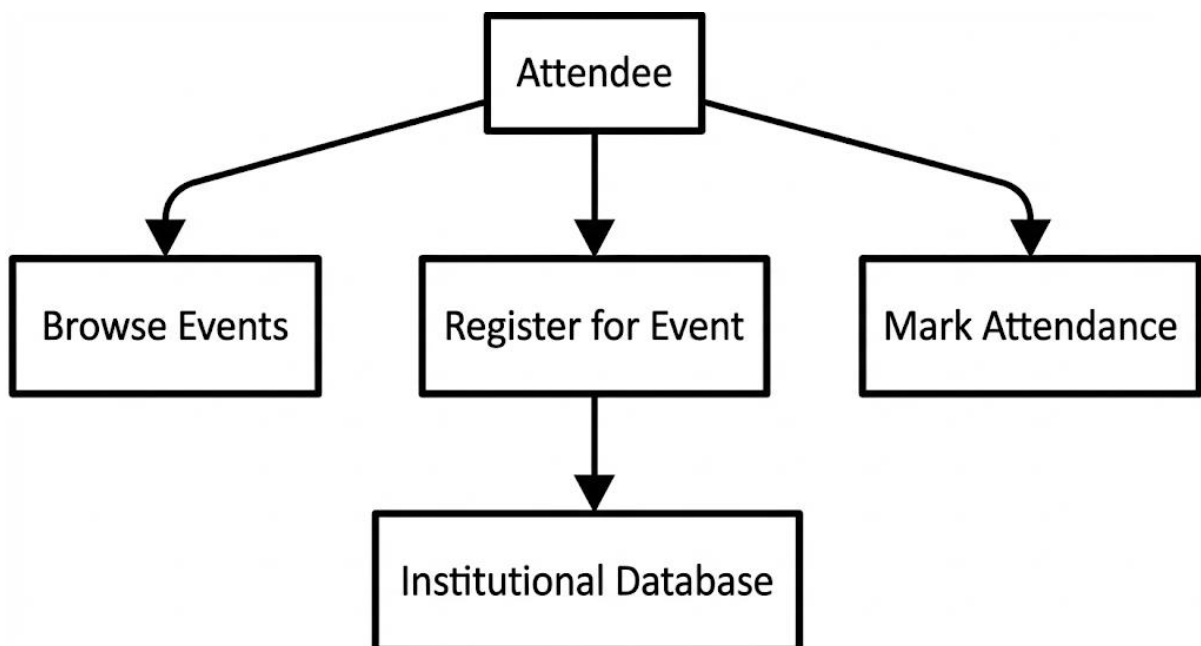 Attendee
Browse Events
Register for Event
Mark Attendance
Institutional Database